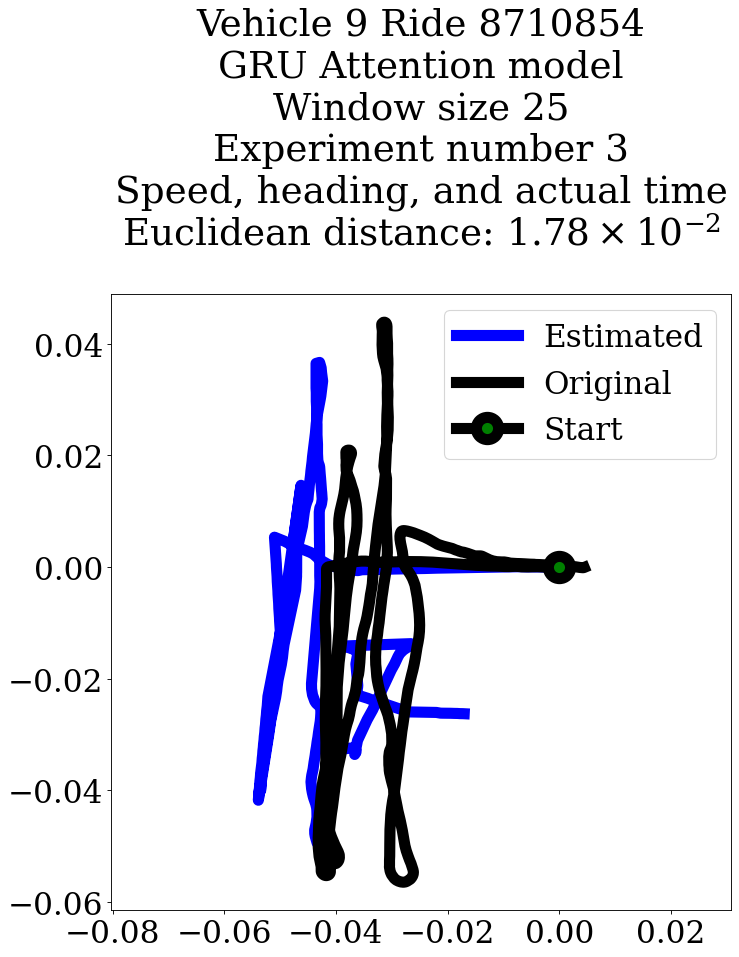 Vehicle 9 Ride 8710854
GRU Attention model
Window size 25
Experiment number 3
Speed, heading, and actual time
Euclidean distance: 1.78 × 10⁻²
Estimated
Original
Start
0.04
0.02
0.00
−0.02
−0.04
−0.06
−0.08 −0.06 −0.04 −0.02 0.00 0.02